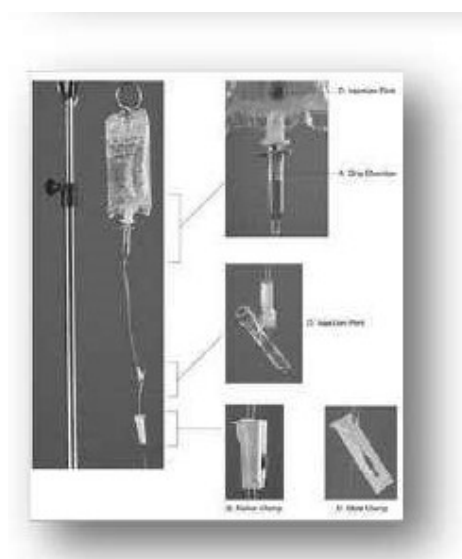 D: Injection Port
A: Drip Chamber
Injection Port
B: Roller Clamp
Slide Clamp